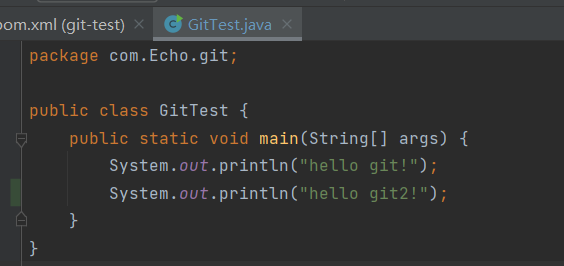 oom.xml (git-test) × GitTest.java ×
package com.Echo.git;
public class GitTest {
public static void main(String[] args) {
System.out.println("hello git!");
System.out.println("hello git2!");
}
}